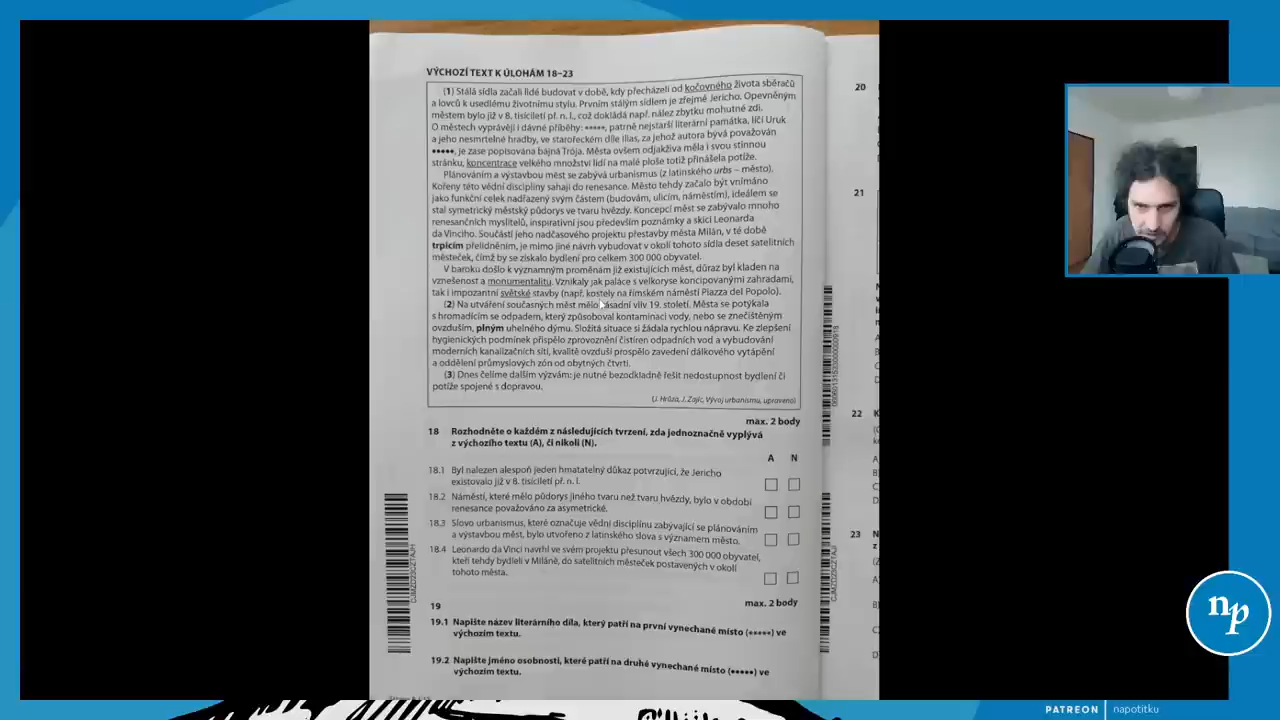 VÝCHOZÍ TEXT K ÚLOHÁM 18–23
(1) Stálá sídla začali lidé budovat v době, kdy přecházeli od kočovného života sběračů
a lovců k usedlému životnímu stylu. Prvním stálým sídlem je zřejmě Jericho. Opevněným
městem bylo již v 8. tisíciletí př. n. l., což dokládá např. nález zbytku mohutné zdi.
O městech vyprávějí i dávné příběhy: *****, patrně nejstarší literární památka, líčí Uruk
a jeho nesmrtelné hradby, ve starořeckém díle Ilias, za jehož autora bývá považován
*****, je zase popisována bájná Trója. Města ovšem odjakživa měla i svou stinnou
stránku, koncentrace velkého množství lidí na malé ploše totiž přinášela potíže.
Plánováním a výstavbou měst se zabývá urbanismus (z latinského urbs – město).
Kořeny této vědní disciplíny sahají do renesance. Město tehdy začalo být vnímáno
jako funkční celek nadřazený svým částem (budovám, ulicím, náměstím), ideálem se
stal symetrický městský půdorys ve tvaru hvězdy. Koncepcí měst se zabývalo mnoho
renesančních myslitelů, inspirativní jsou především poznámky a skici Leonarda
da Vinciho. Součástí jeho nadčasového projektu přestavby města Milán, v té době
trpícím přelidněním, je mimo jiné návrh vybudovat v okolí tohoto sídla deset satelitních
městeček, čímž by se získalo bydlení pro celkem 300 000 obyvatel.
V baroku došlo k významným proměnám již existujících měst, důraz byl kladen na
vznešenost a monumentalitu. Vznikaly jak paláce s velkoryse koncipovanými zahradami,
tak i impozantní světské stavby (např. kostely na římském náměstí Piazza del Popolo).
(2) Na utváření současných měst mělo zásadní vliv 19. století. Města se potýkala
s hromadícím se odpadem, který způsoboval kontaminaci vody, nebo se znečištěným
ovzduším, plným uhelného dýmu. Složitá situace si žádala rychlou nápravu. Ke zlepšení
hygienických podmínek přispělo zprovoznění čistíren odpadních vod a vybudování
moderních kanalizačních sítí, kvalitě ovzduší prospělo zavedení dálkového vytápění
a oddělení průmyslových zón od obytných čtvrtí.
(3) Dnes čelíme dalším výzvám: je nutné bezodkladně řešit nedostupnost bydlení či
potíže spojené s dopravou.
(J. Hrůza, J. Zajíc, Vývoj urbanismu, upraveno)
max. 2 body
18 Rozhodněte o každém z následujících tvrzení, zda jednoznačně vyplývá
z výchozího textu (A), či nikoli (N).
A N
18.1 Byl nalezen alespoň jeden hmatatelný důkaz potvrzující, že Jericho
existovalo již v 8. tisíciletí př. n. l.
18.2 Náměstí, které mělo půdorys jiného tvaru než tvaru hvězdy, bylo v období
renesance považováno za asymetrické.
18.3 Slovo urbanismus, které označuje vědní disciplínu zabývající se plánováním
a výstavbou měst, bylo utvořeno z latinského slova s významem město.
18.4 Leonardo da Vinci navrhl ve svém projektu přesunout všech 300 000 obyvatel,
kteří tehdy bydleli v Miláně, do satelitních městeček postavených v okolí
tohoto města.
max. 2 body
19
19.1 Napište název literárního díla, který patří na první vynechané místo (*****) ve
výchozím textu.
19.2 Napište jméno osobnosti, které patří na druhé vynechané místo (*****) ve
výchozím textu.
20
21
22
23
np
PATREON | napotitku